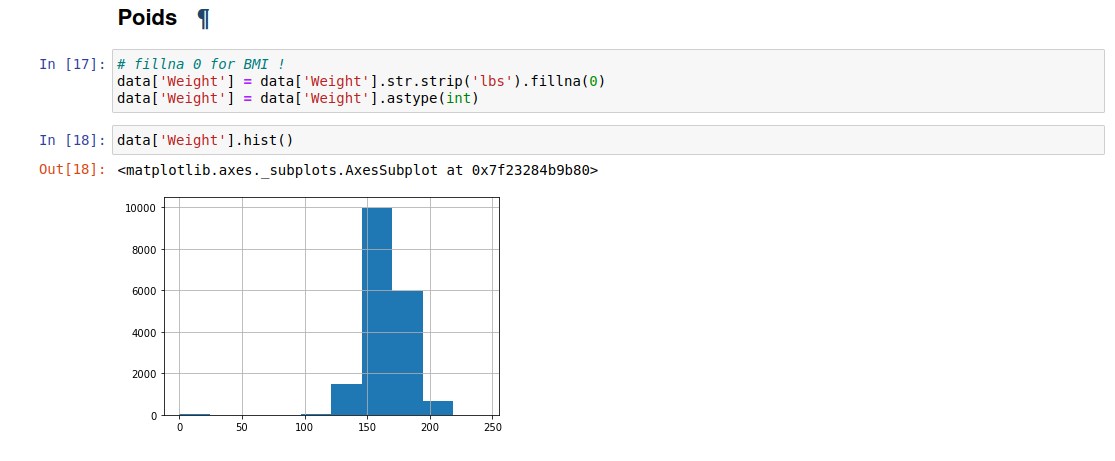 Poids ¶
In [17]: # fillna 0 for BMI !
data['Weight'] = data['Weight'].str.strip('lbs').fillna(0)
data['Weight'] = data['Weight'].astype(int)
In [18]: data['Weight'].hist()
Out[18]: <matplotlib.axes._subplots.AxesSubplot at 0x7f23284b9b80>
10000
8000
6000
4000
2000
0
0 50 100 150 200 250